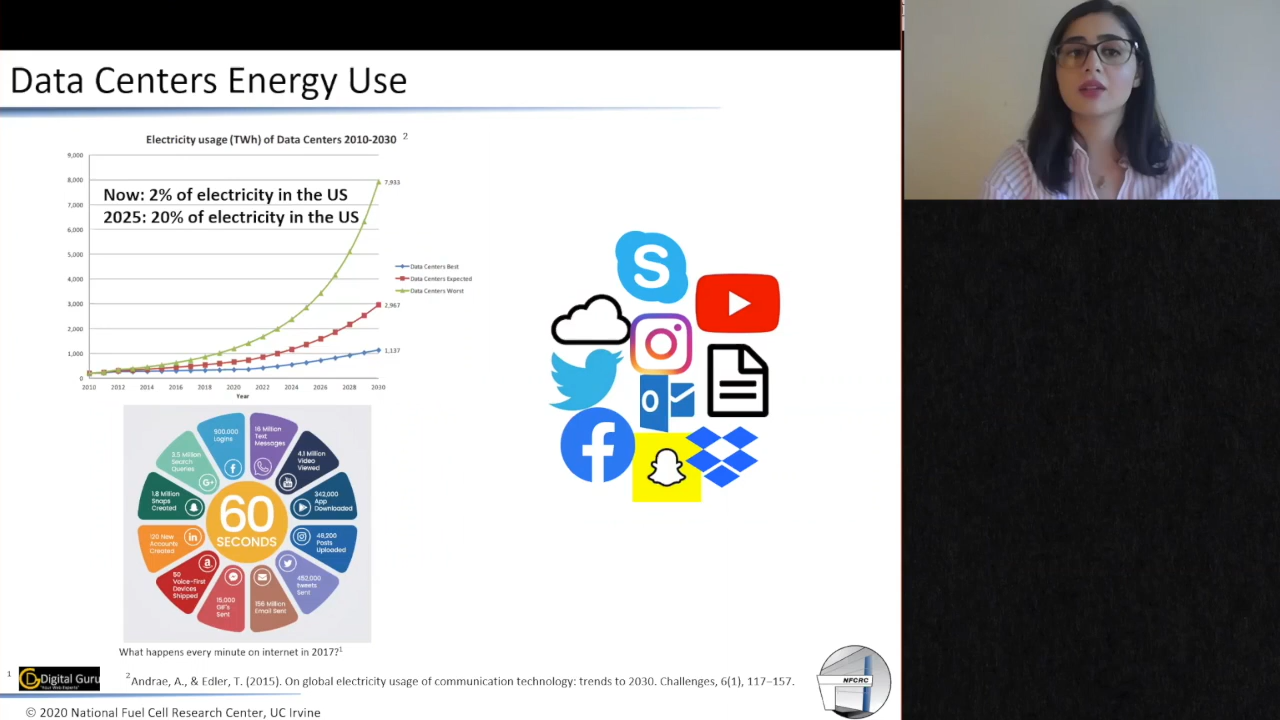 Data Centers Energy Use
Electricity usage (TWh) of Data Centers 2010-2030 2
9,000
8,000
7,000
6,000
5,000
4,000
3,000
2,000
1,000
0
Now: 2% of electricity in the US
2025: 20% of electricity in the US
7,933
2,967
1,137
Data Centers Best
Data Centers Expected
Data Centers Worst
2010 2012 2014 2016 2018 2020 2022 2024 2026 2028 2030
Year
S
O
900,000
Logins
16 Million
Text
Messages
4.1 Million
Video
Viewed
342,000
App
Downloaded
46,200
Posts
Uploaded
452,000
tweets
Sent
156 Million
Email Sent
15,000
GIF's
Sent
50
Voice-First
Devices
Shipped
120 New
Accounts
Created
1.8 Million
Snaps
Created
3.5 Million
Search
Queries
60
SECONDS
What happens every minute on internet in 2017?1
1
Digital Guru
"Your Web Experts"
2Andrae, A., & Edler, T. (2015). On global electricity usage of communication technology: trends to 2030. Challenges, 6(1), 117–157.
NFCRC
© 2020 National Fuel Cell Research Center, UC Irvine